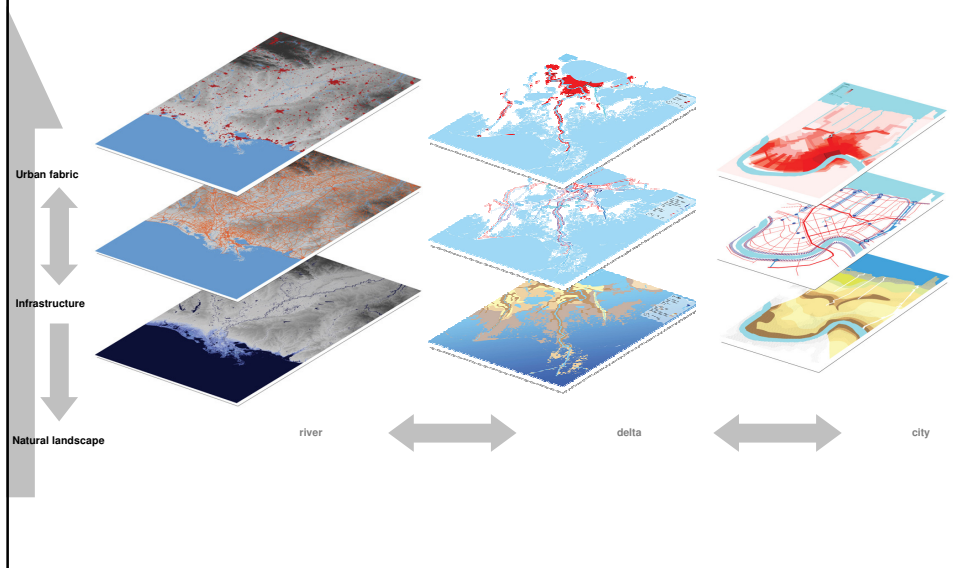 Urban fabric
Infrastructure
Natural landscape
river
delta
city